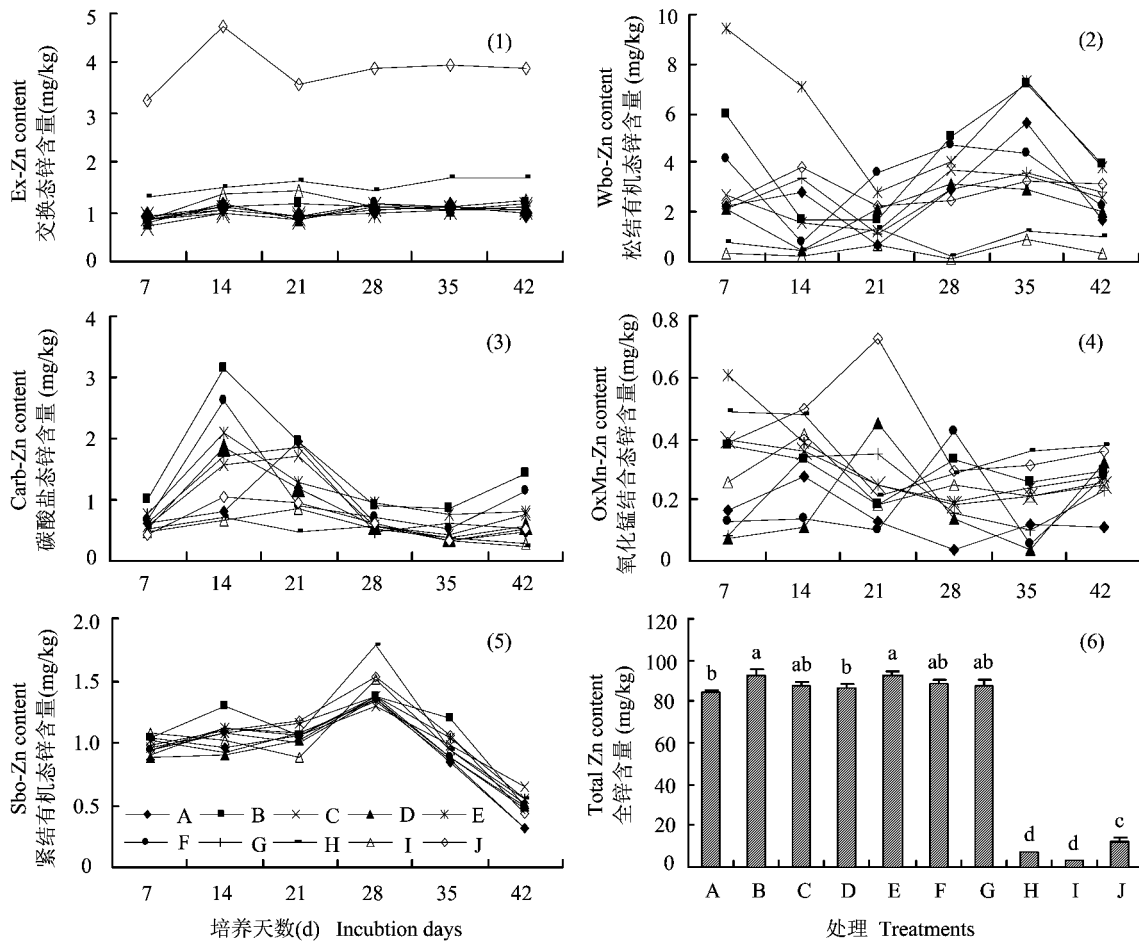 Ex-Zn content
交换态锌含量(mg/kg)
5
4
3
2
1
0
(1)
7 14 21 28 35 42
Wbo-Zn content
松结有机态锌含量 (mg/kg)
10
8
6
4
2
0
(2)
7 14 21 28 35 42
Carb-Zn content
碳酸盐态锌含量 (mg/kg)
4
3
2
1
0
(3)
7 14 21 28 35 42
OxMn-Zn content
氧化锰结合态锌含量 (mg/kg)
0.8
0.6
0.4
0.2
0
(4)
7 14 21 28 35 42
Sbo-Zn content
紧结有机态锌含量(mg/kg)
2.0
1.5
1.0
0.5
0
(5)
A B C D E
F G H I J
7 14 21 28 35 42
培养天数(d) Incubtion days
Total Zn content
全锌含量 (mg/kg)
120
100
80
60
40
20
0
(6)
b a ab b a ab ab d d c
A B C D E F G H I J
处理 Treatments